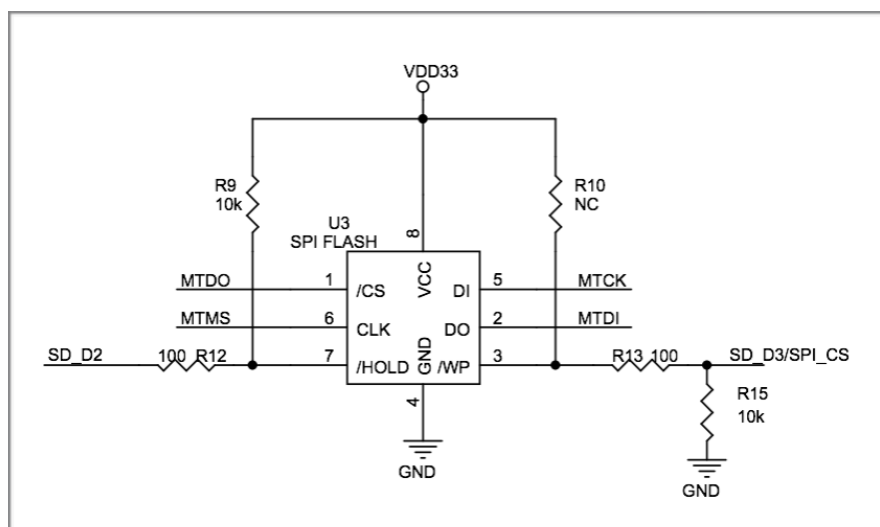 VDD33
R9
10k
R10
NC
U3
SPI FLASH
8
VCC
MTDO
1
/CS
DI
5
MTCK
MTMS
6
CLK
DO
2
MTDI
SD_D2
100 R12
7
/HOLD
GND
/WP
3
R13 100
SD_D3/SPI_CS
4
R15
10k
GND
GND